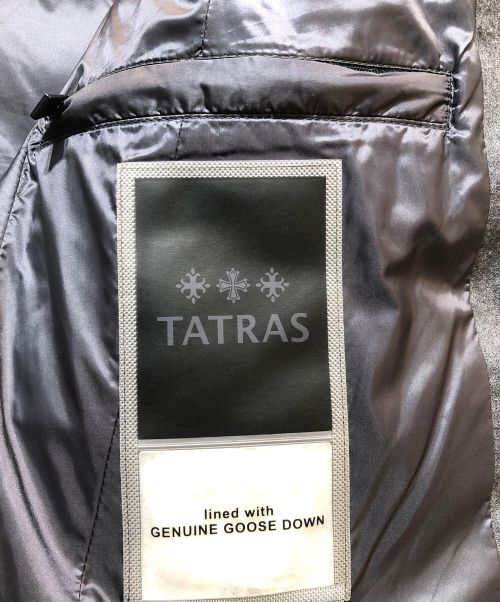 TATRAS
lined with
GENUINE GOOSE DOWN